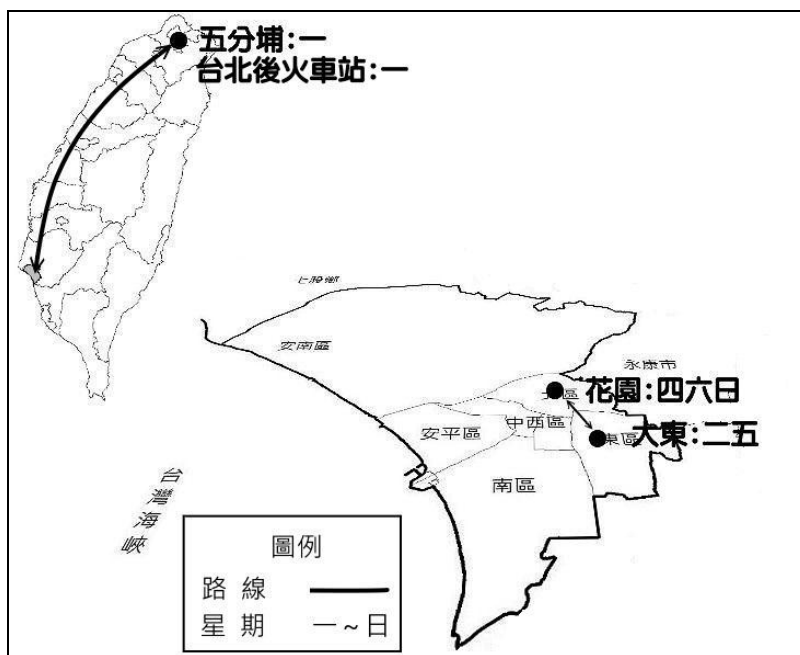 五分埔:一
台北後火車站:一
安南區
永康市
花園:四六日
中西區
大東:二五
東區
安平區
南區
台灣海峽
圖例
路線
星期 一~日